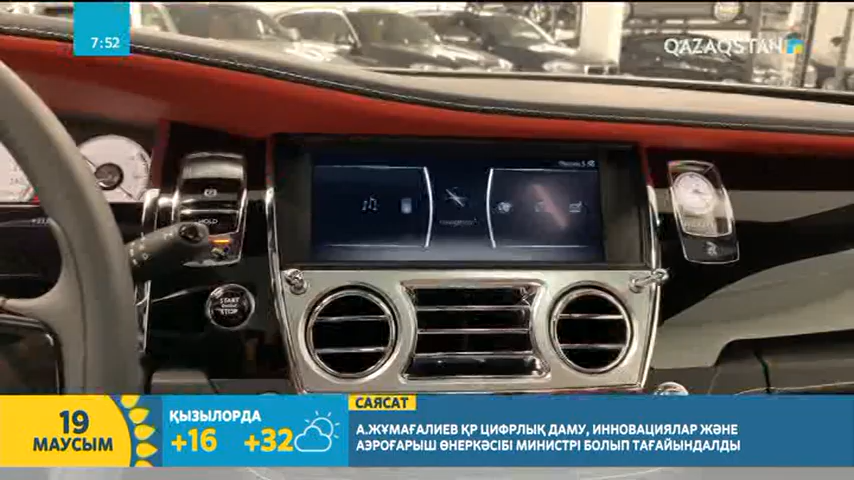 7:52
QAZAQSTAN
HOLD
START
STOP
19
МАУСЫМ
ҚЫЗЫЛОРДА
+16 +32
САЯСАТ
А.ЖҰМАҒАЛИЕВ ҚР ЦИФРЛЫҚ ДАМУ, ИННОВАЦИЯЛАР ЖӘНЕ
АЭРОҒАРЫШ ӨНЕРКӘСІБІ МИНИСТРІ БОЛЫП ТАҒАЙЫНДАЛДЫ